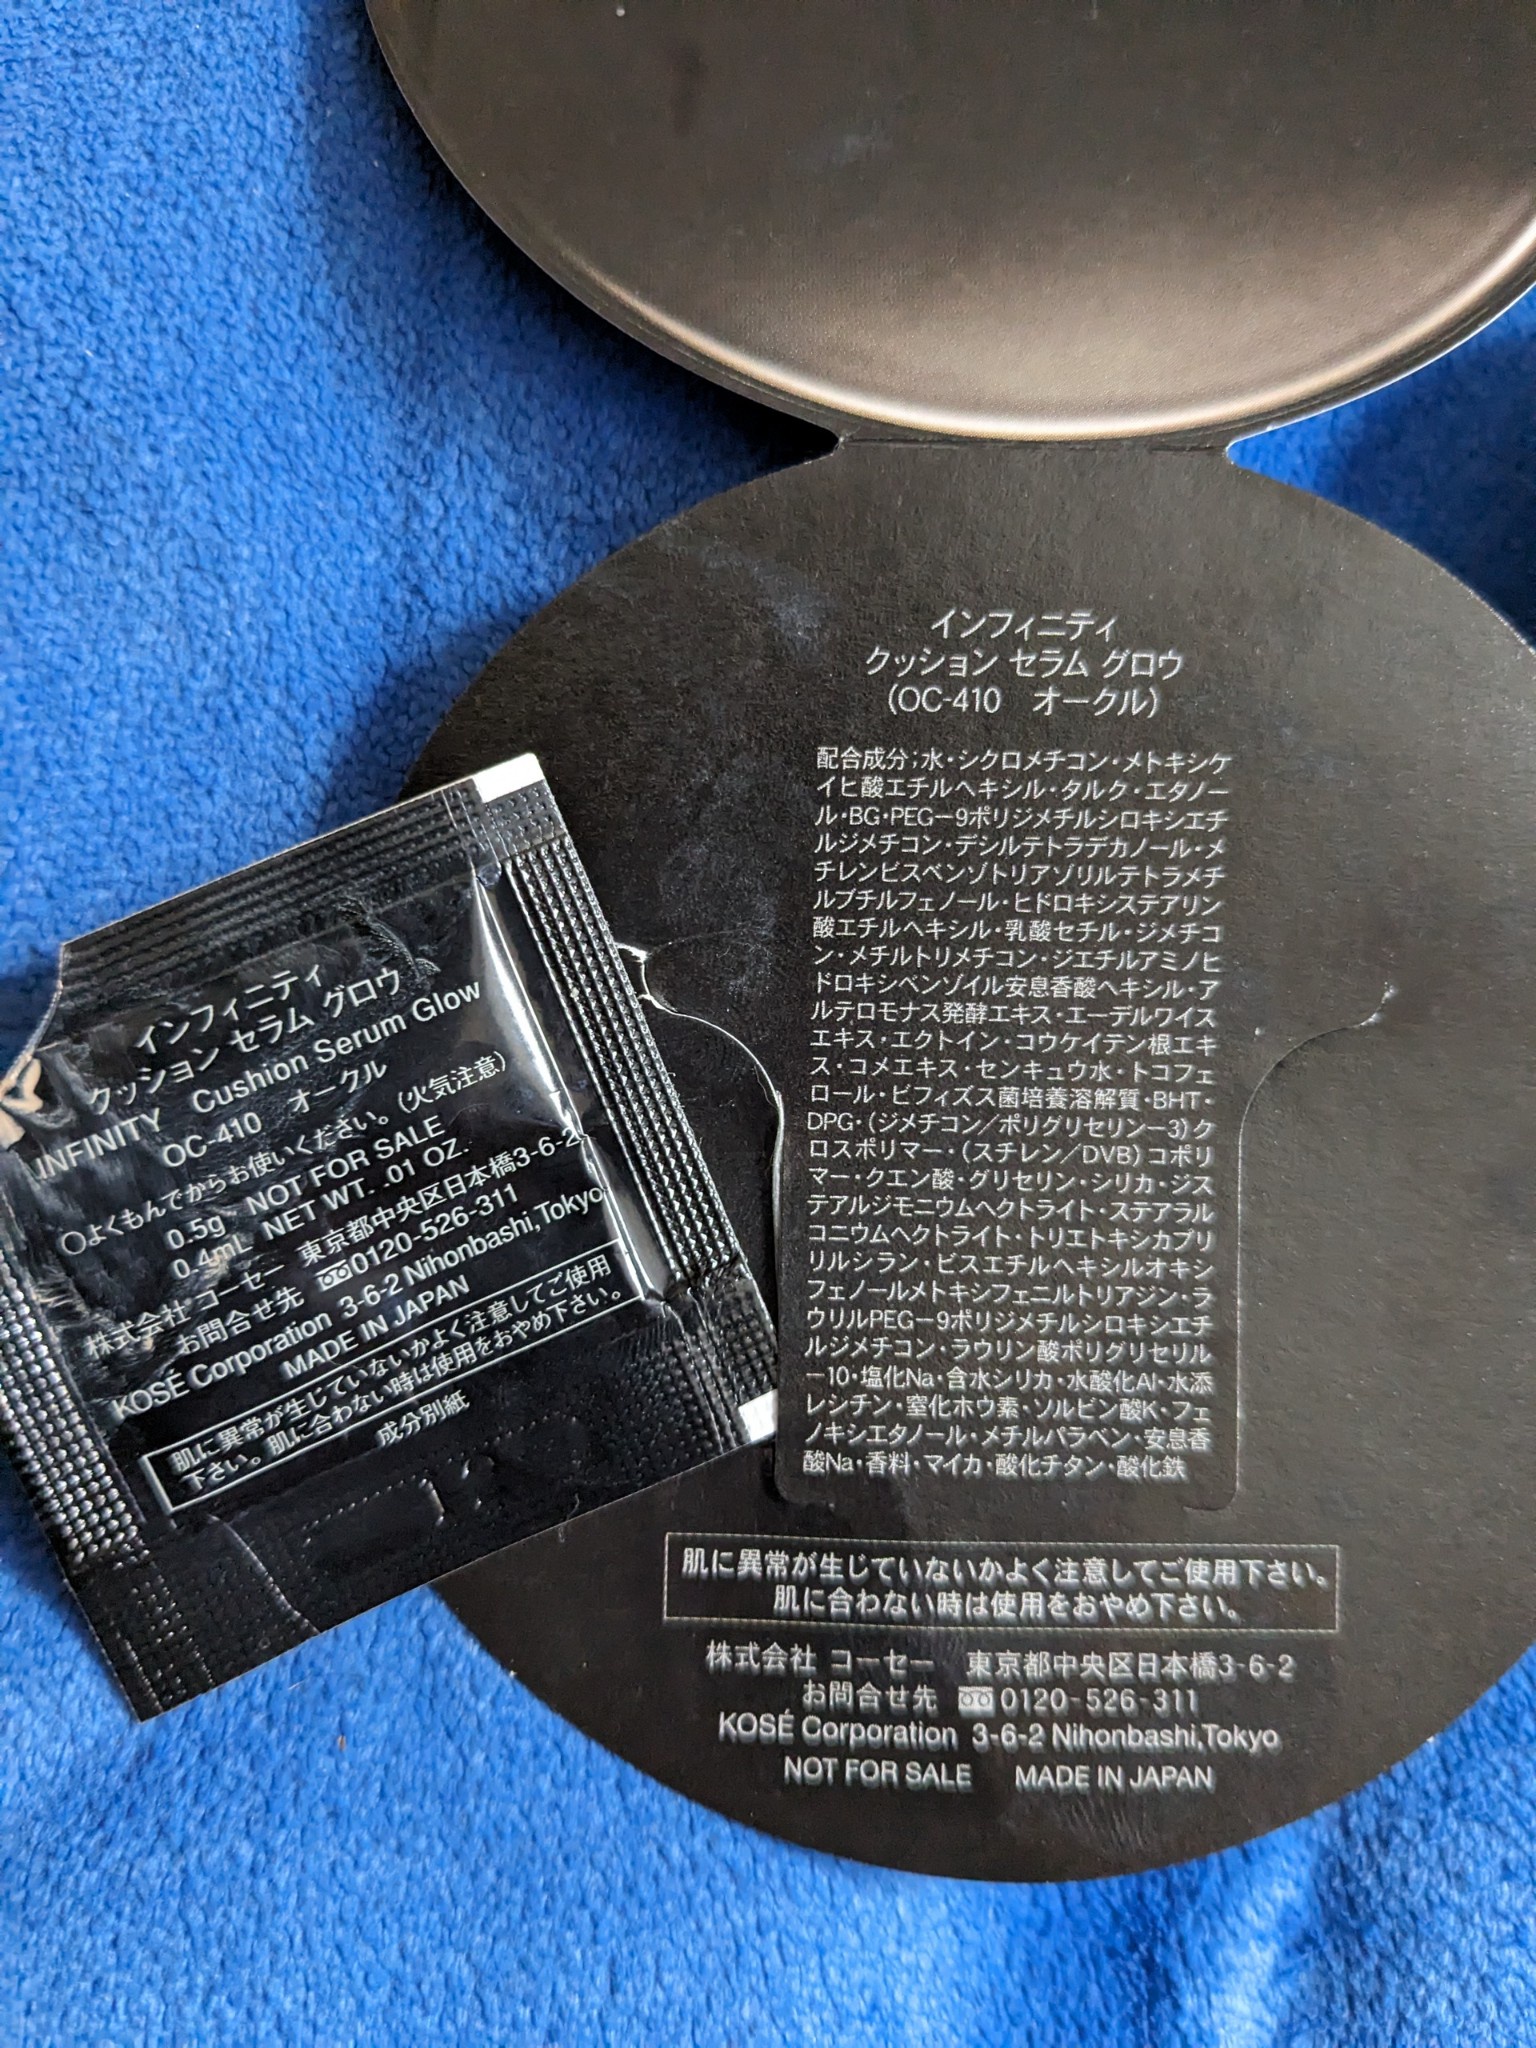 インフィニティ
クッション セラム グロウ
(OC-410　オークル)
配合成分;水・シクロメチコン・メトキシケ
イヒ酸エチルヘキシル・タルク・エタノー
ル・BG・PEG－9ポリジメチルシロキシエチ
ルジメチコン・デシルテトラデカノール・メ
チレンビスベンゾトリアゾリルテトラメチ
ルブチルフェノール・ヒドロキシステアリン
酸エチルヘキシル・乳酸セチル・ジメチコ
ン・メチルトリメチコン・ジエチルアミノヒ
ドロキシベンゾイル安息香酸ヘキシル・ア
ルテロモナス発酵エキス・エーデルワイス
エキス・エクトイン・コウケイテン根エキ
ス・コメエキス・センキュウ水・トコフェ
ロール・ビフィズス菌培養溶解質・BHT・
DPG・(ジメチコン/ポリグリセリン－3)ク
ロスポリマー・(スチレン/DVB)コポリ
マー・クエン酸・グリセリン・シリカ・ジス
テアルジモニウムヘクトライト・ステアラル
コニウムヘクトライト・トリエトキシカプリ
リルシラン・ビスエチルヘキシルオキシ
フェノールメトキシフェニルトリアジン・ラ
ウリルPEG－9ポリジメチルシロキシエチ
ルジメチコン・ラウリン酸ポリグリセリル
－10・塩化Na・含水シリカ・水酸化Al・水添
レシチン・窒化ホウ素・ソルビン酸K・フェ
ノキシエタノール・メチルパラベン・安息香
酸Na・香料・マイカ・酸化チタン・酸化鉄
肌に異常が生じていないかよく注意してご使用下さい。
肌に合わない時は使用をおやめ下さい。
株式会社 コーセー　東京都中央区日本橋3-6-2
お問合せ先 0120-526-311
KOSÉ Corporation 3-6-2 Nihonbashi,Tokyo
NOT FOR SALE　MADE IN JAPAN
インフィニティ
クッション セラム グロウ
INFINITY Cushion Serum Glow
OC-410 オークル
○よくもんでからお使いください。(火気注意)
0.5g NOT FOR SALE
0.4mL NET WT. .01 OZ.
株式会社 コーセー 東京都中央区日本橋3-6-2
お問合せ先 0120-526-311
KOSÉ Corporation 3-6-2 Nihonbashi,Tokyo
MADE IN JAPAN
肌に異常が生じていないかよく注意してご使用
下さい。肌に合わない時は使用をおやめ下さい。
成分別紙